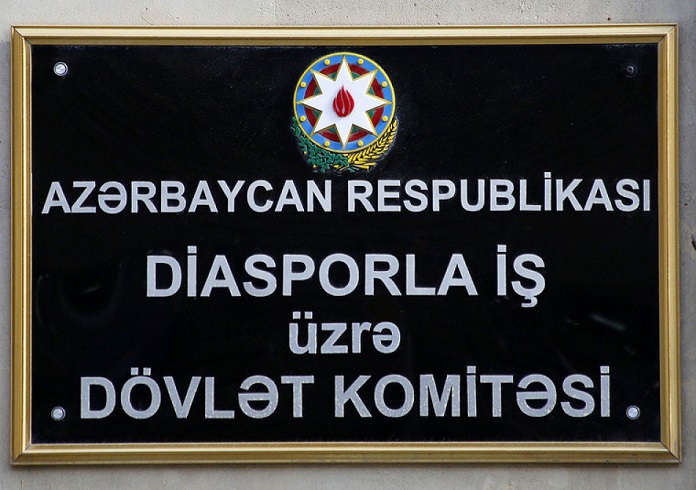 AZƏRBAYCAN RESPUBLİKASI
DİASPORLA İŞ
üzrə
DÖVLƏT KOMİTƏSİ